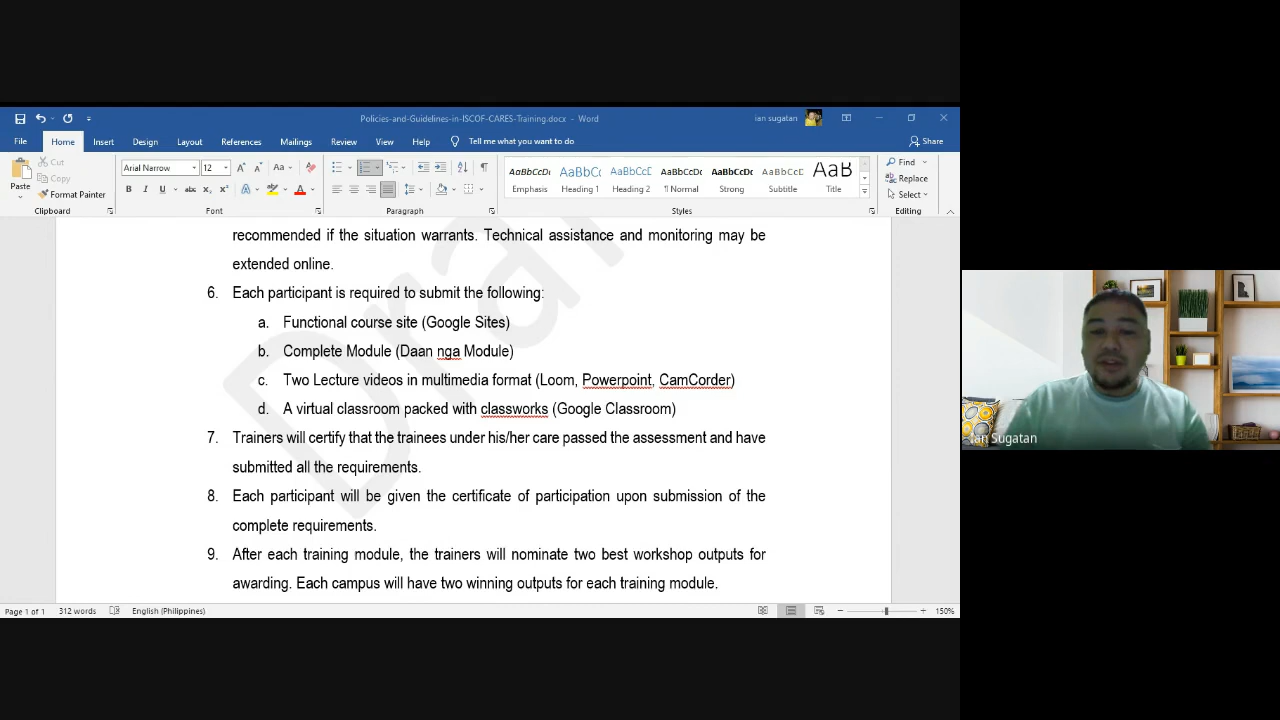 Policies-and-Guidelines-in-ISCOF-CARES-Training.docx - Word
ian sugatan
File Home Insert Design Layout References Mailings Review View Help Tell me what you want to do Share
Cut
Copy
Paste
Format Painter
Clipboard
Arial Narrow 12
Font
Paragraph
AaBbCcDı AaBbCc AaBbCcD AaBbCcDc AaBbCcDc AaBbCcD AaB
Emphasis Heading 1 Heading 2 ¶ Normal Strong Subtitle Title
Styles
Find
Replace
Select
Editing
recommended if the situation warrants. Technical assistance and monitoring may be
extended online.
6. Each participant is required to submit the following:
a. Functional course site (Google Sites)
b. Complete Module (Daan nga Module)
c. Two Lecture videos in multimedia format (Loom, Powerpoint, CamCorder)
d. A virtual classroom packed with classworks (Google Classroom)
7. Trainers will certify that the trainees under his/her care passed the assessment and have
submitted all the requirements.
8. Each participant will be given the certificate of participation upon submission of the
complete requirements.
9. After each training module, the trainers will nominate two best workshop outputs for
awarding. Each campus will have two winning outputs for each training module.
Page 1 of 1 312 words English (Philippines) 150%
Ian Sugatan